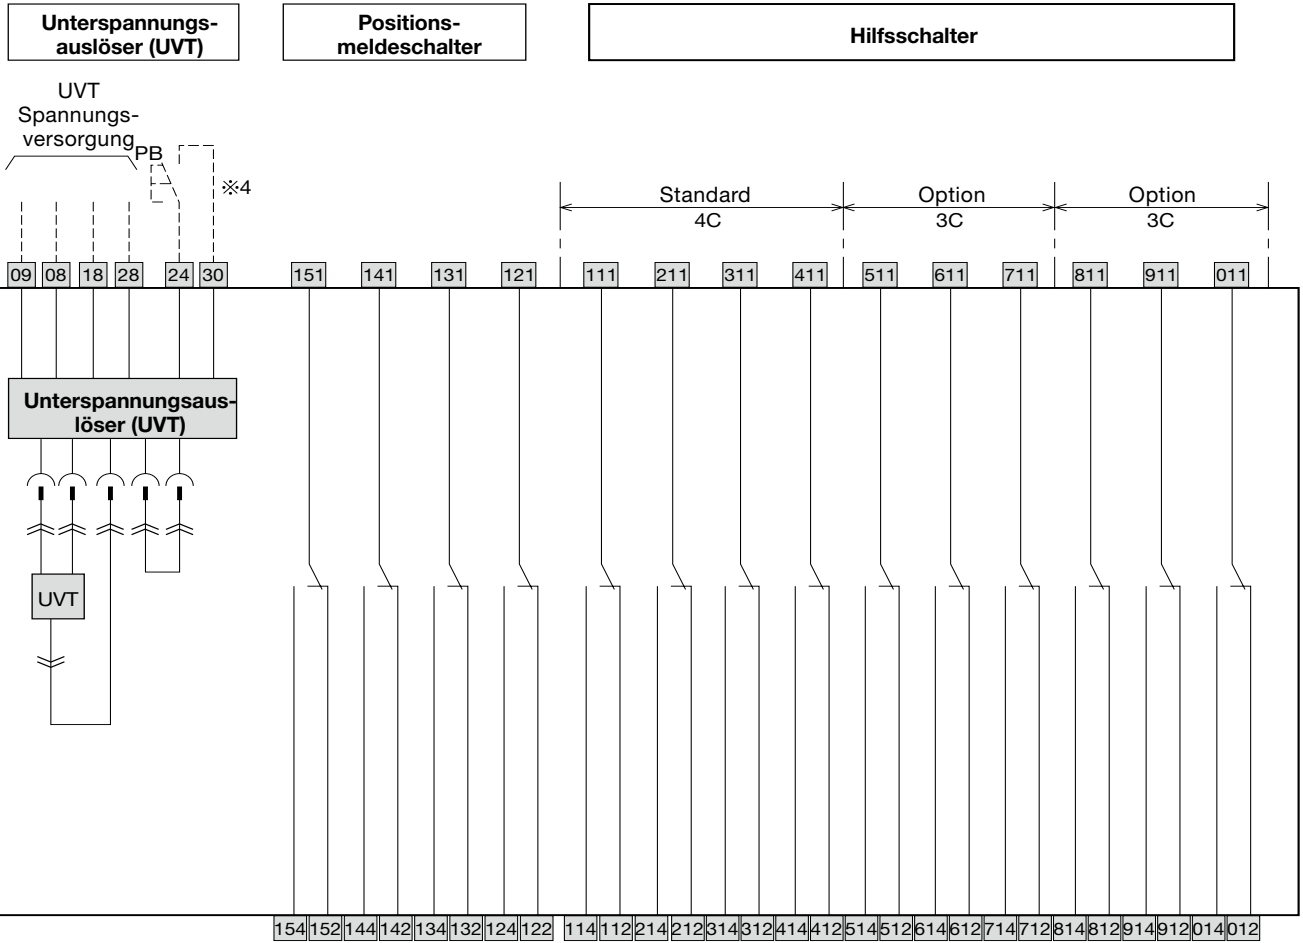 Unterspannungs-
auslöser (UVT)
Positions-
meldeschalter
Hilfsschalter
UVT
Spannungs-
versorgung
PB
※4
Standard
4C
Option
3C
Option
3C
09 08 18 28 24 30 151 141 131 121 111 211 311 411 511 611 711 811 911 011
Unterspannungsaus-
löser (UVT)
UVT
154 152 144 142 134 132 124 122 114 112 214 212 314 312 414 412 514 512 614 612 714 712 814 812 914 912 014 012